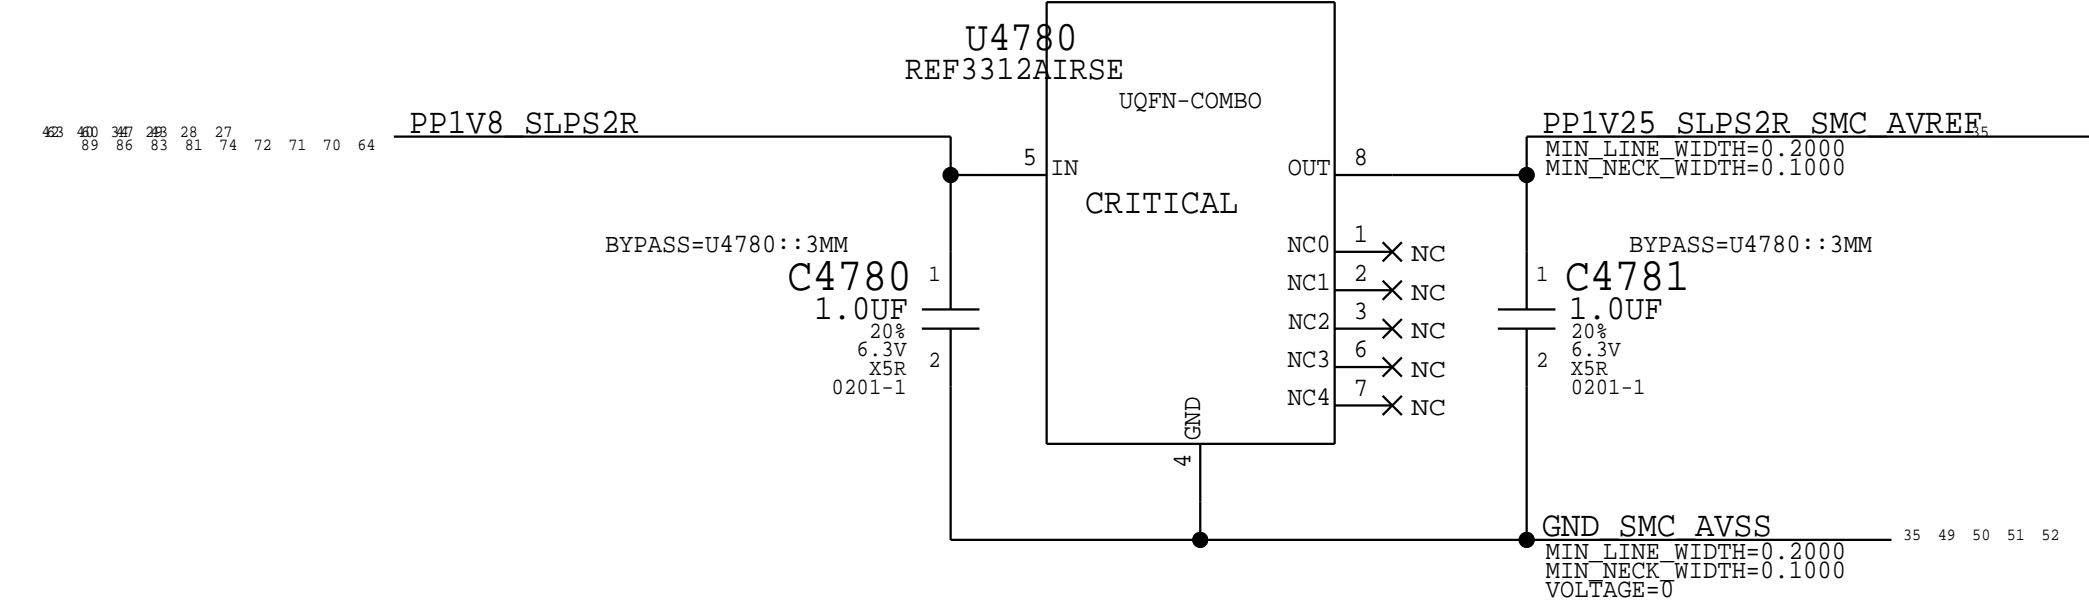 U4780
REF3312AIRSE
UQFN-COMBO
28 27
89 86 83 81 74 72 71 70 64
PP1V8_SLPS2R
5
IN
CRITICAL
OUT
8
PP1V25_SLPS2R_SMC_AVREF
35
MIN_LINE_WIDTH=0.2000
MIN_NECK_WIDTH=0.1000
BYPASS=U4780::3MM
C4780
1.0UF
20%
6.3V
X5R
0201-1
1
2
NC0 1 NC
NC1 2 NC
NC2 3 NC
NC3 6 NC
NC4 7 NC
GND
4
BYPASS=U4780::3MM
1
2
C4781
1.0UF
20%
6.3V
X5R
0201-1
GND_SMC_AVSS
35 49 50 51 52
MIN_LINE_WIDTH=0.2000
MIN_NECK_WIDTH=0.1000
VOLTAGE=0